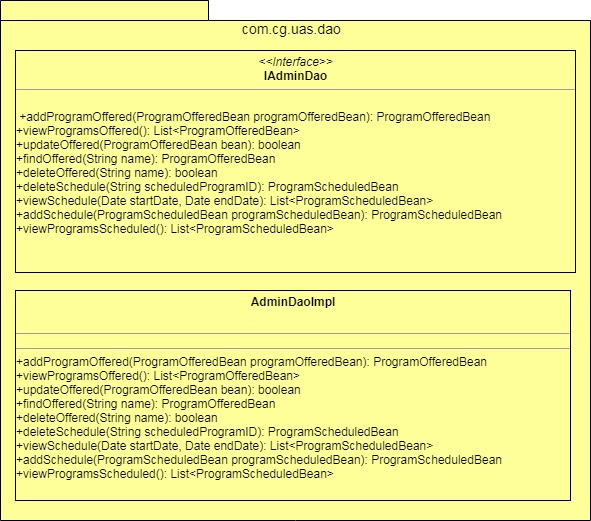 com.cg.uas.dao
<<Interface>>
IAdminDao
+addProgramOffered(ProgramOfferedBean programOfferedBean): ProgramOfferedBean
+viewProgramsOffered(): List<ProgramOfferedBean>
+updateOffered(ProgramOfferedBean bean): boolean
+findOffered(String name): ProgramOfferedBean
+deleteOffered(String name): boolean
+deleteSchedule(String scheduledProgramID): ProgramScheduledBean
+viewSchedule(Date startDate, Date endDate): List<ProgramScheduledBean>
+addSchedule(ProgramScheduledBean programScheduledBean): ProgramScheduledBean
+viewProgramsScheduled(): List<ProgramScheduledBean>
AdminDaoImpl
+addProgramOffered(ProgramOfferedBean programOfferedBean): ProgramOfferedBean
+viewProgramsOffered(): List<ProgramOfferedBean>
+updateOffered(ProgramOfferedBean bean): boolean
+findOffered(String name): ProgramOfferedBean
+deleteOffered(String name): boolean
+deleteSchedule(String scheduledProgramID): ProgramScheduledBean
+viewSchedule(Date startDate, Date endDate): List<ProgramScheduledBean>
+addSchedule(ProgramScheduledBean programScheduledBean): ProgramScheduledBean
+viewProgramsScheduled(): List<ProgramScheduledBean>